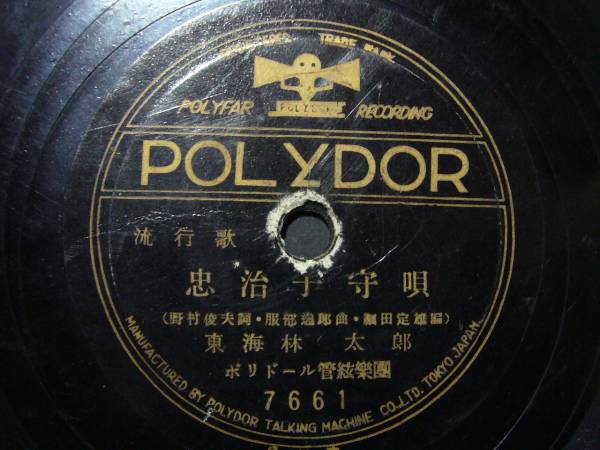 TRADE MARK
POLYFAR POLYDOR RECORDING
POLYDOR
流行歌
忠治子守唄
(野村俊夫詞・服部逸郎曲・細田定雄編)
東海林太郎
ポリドール管絃樂團
7661
MANUFACTURED BY POLYDOR TALKING MACHINE CO., LTD. TOKYO JAPAN.